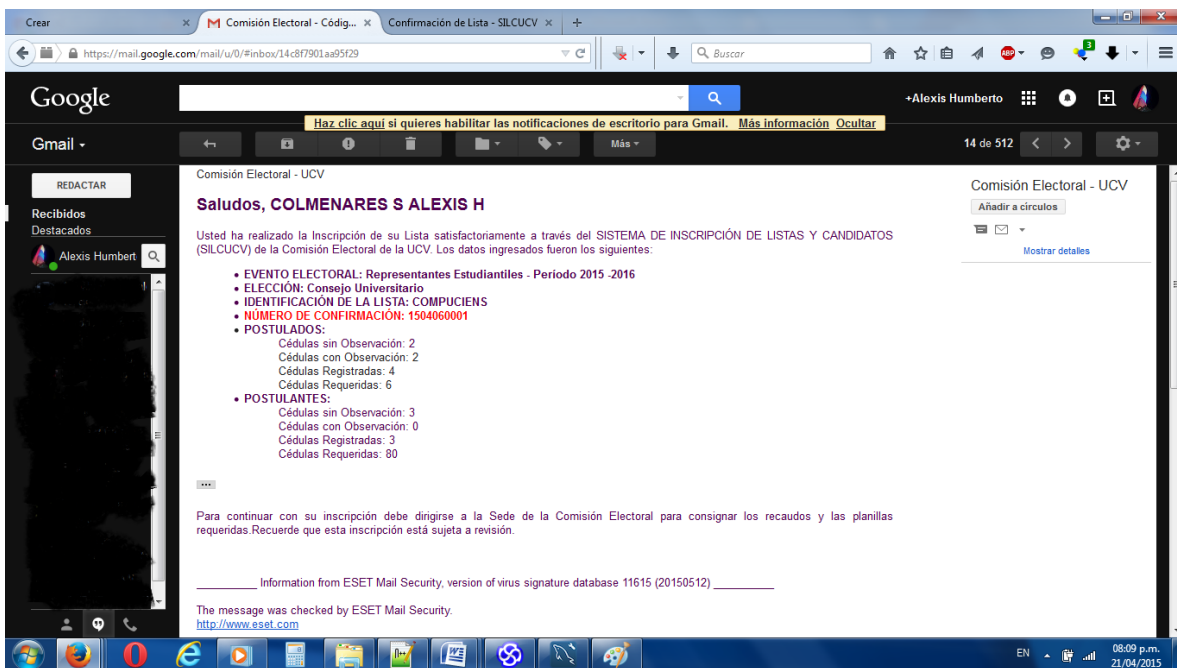 Crear
Comisión Electoral - Códig...
Confirmación de Lista - SILCUCV
https://mail.google.com/mail/u/0/#inbox/14c8f7901aa95f29
Buscar
ABP
3
Google
+Alexis Humberto
Haz clic aquí si quieres habilitar las notificaciones de escritorio para Gmail. Más información Ocultar
Gmail
Más
14 de 512
REDACTAR
Recibidos
Destacados
Alexis Humbert
Comisión Electoral - UCV
Saludos, COLMENARES S ALEXIS H
Usted ha realizado la Inscripción de su Lista satisfactoriamente a través del SISTEMA DE INSCRIPCIÓN DE LISTAS Y CANDIDATOS
(SILCUCV) de la Comisión Electoral de la UCV. Los datos ingresados fueron los siguientes:
• EVENTO ELECTORAL: Representantes Estudiantiles - Periodo 2015 -2016
• ELECCIÓN: Consejo Universitario
• IDENTIFICACIÓN DE LA LISTA: COMPUCIENS
• NÚMERO DE CONFIRMACIÓN: 1504060001
• POSTULADOS:
Cédulas sin Observación: 2
Cédulas con Observación: 2
Cédulas Registradas: 4
Cédulas Requeridas: 6
• POSTULANTES:
Cédulas sin Observación: 3
Cédulas con Observación: 0
Cédulas Registradas: 3
Cédulas Requeridas: 80
...
Para continuar con su inscripción debe dirigirse a la Sede de la Comisión Electoral para consignar los recaudos y las planillas
requeridas.Recuerde que esta inscripción está sujeta a revisión.
__________ Information from ESET Mail Security, version of virus signature database 11615 (20150512) __________
The message was checked by ESET Mail Security.
http://www.eset.com
Comisión Electoral - UCV
Añadir a círculos
Mostrar detalles
EN
08:09 p.m.
21/04/2015